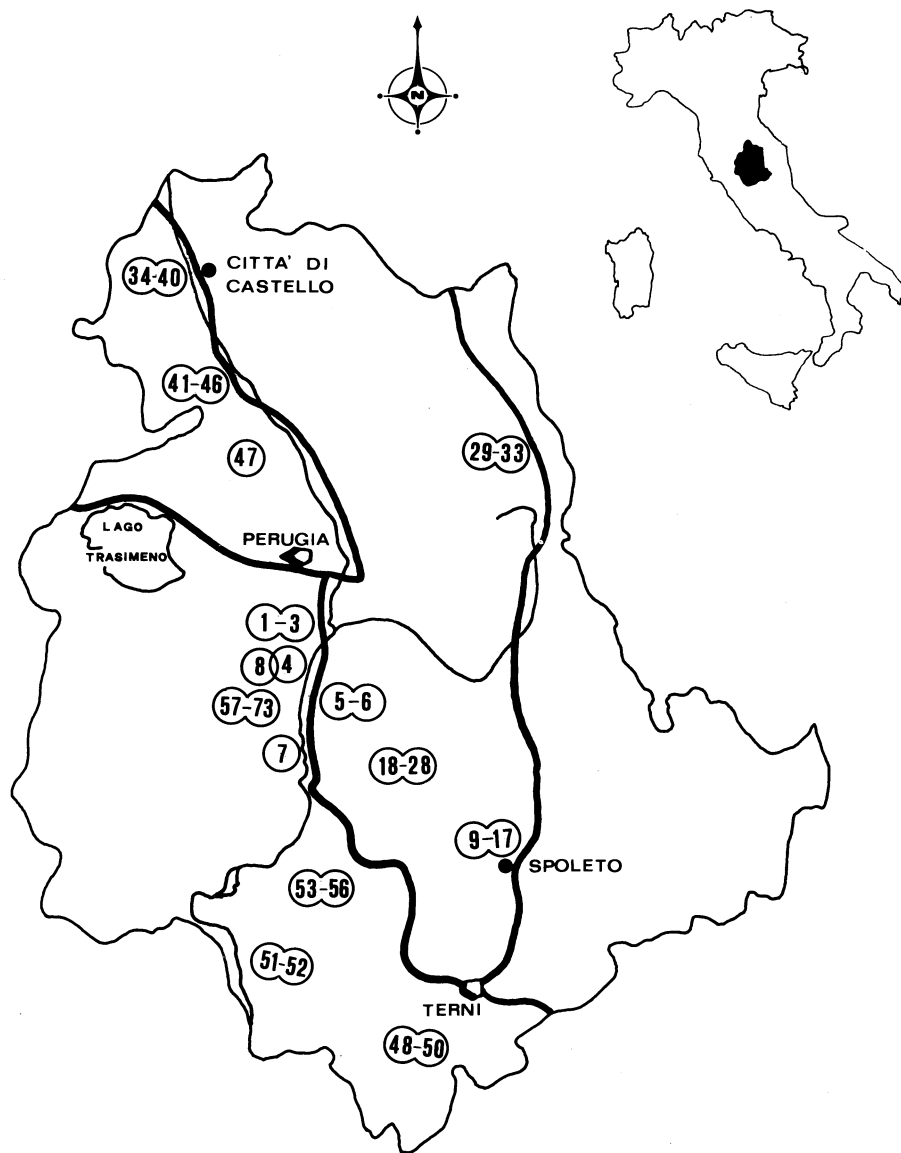 N
CITTA' DI
CASTELLO
34-40
41-46
47
29-33
LAGO
TRASIMENO
PERUGIA
1-3
8 4
57-73
5-6
7
18-28
9-17
SPOLETO
53-56
51-52
TERNI
48-50